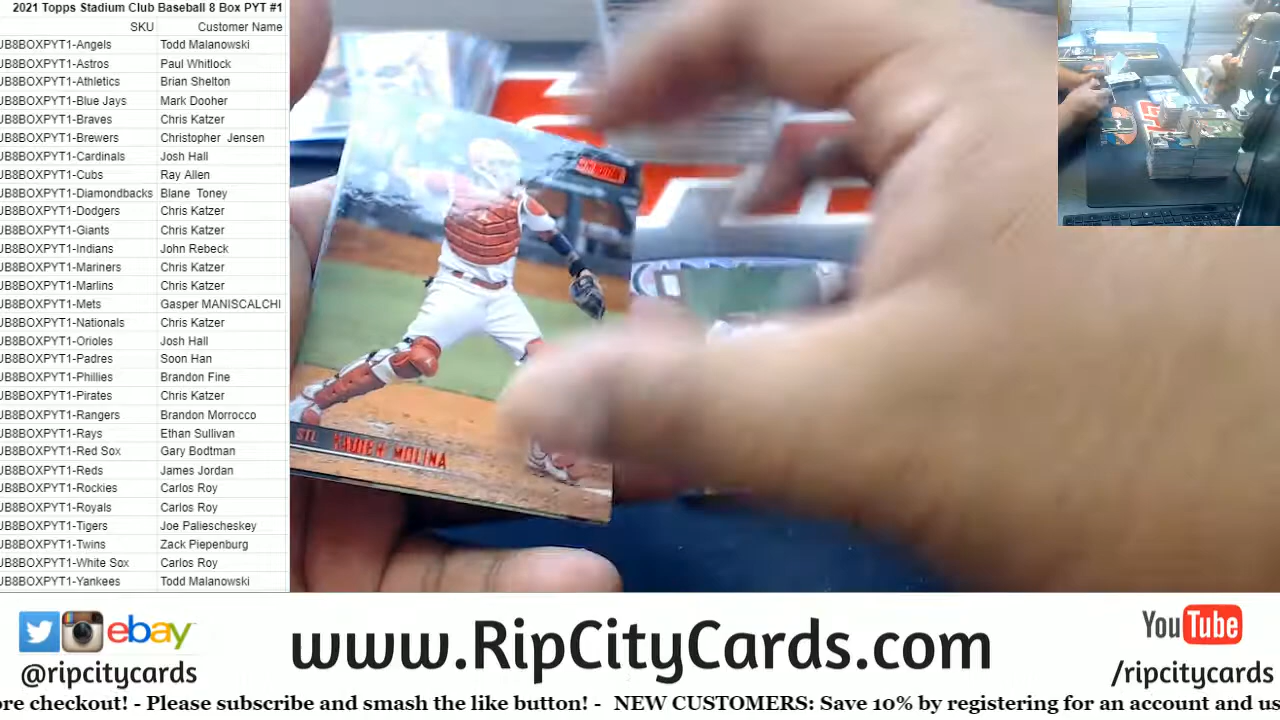 2021 Topps Stadium Club Baseball 8 Box PYT #1
SKU Customer Name
JB8BOXPYT1-Angels Todd Malanowski
JB8BOXPYT1-Astros Paul Whitlock
JB8BOXPYT1-Athletics Brian Shelton
JB8BOXPYT1-Blue Jays Mark Dooher
JB8BOXPYT1-Braves Chris Katzer
JB8BOXPYT1-Brewers Christopher Jensen
JB8BOXPYT1-Cardinals Josh Hall
JB8BOXPYT1-Cubs Ray Allen
JB8BOXPYT1-Diamondbacks Blane Toney
JB8BOXPYT1-Dodgers Chris Katzer
JB8BOXPYT1-Giants Chris Katzer
JB8BOXPYT1-Indians John Rebeck
JB8BOXPYT1-Mariners Chris Katzer
JB8BOXPYT1-Marlins Chris Katzer
JB8BOXPYT1-Mets Gasper MANISCALCHI
JB8BOXPYT1-Nationals Chris Katzer
JB8BOXPYT1-Orioles Josh Hall
JB8BOXPYT1-Padres Soon Han
JB8BOXPYT1-Phillies Brandon Fine
JB8BOXPYT1-Pirates Chris Katzer
JB8BOXPYT1-Rangers Brandon Morrocco
JB8BOXPYT1-Rays Ethan Sullivan
JB8BOXPYT1-Red Sox Gary Bodtman
JB8BOXPYT1-Reds James Jordan
JB8BOXPYT1-Rockies Carlos Roy
JB8BOXPYT1-Royals Carlos Roy
JB8BOXPYT1-Tigers Joe Paliescheskey
JB8BOXPYT1-Twins Zack Piepenburg
JB8BOXPYT1-White Sox Carlos Roy
JB8BOXPYT1-Yankees Todd Malanowski
STL YADIER MOLINA
ebay
@ripcitycards
www.RipCityCards.com
YouTube
/ripcitycards
ore checkout! - Please subscribe and smash the like button! - NEW CUSTOMERS: Save 10% by registering for an account and us